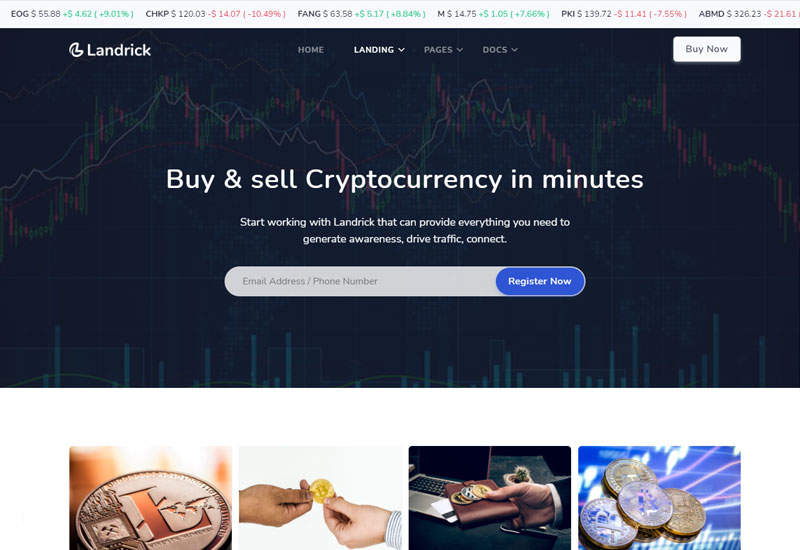 EOG $ 55.88 +$ 4.62 ( +9.01% ) CHKP $ 120.03 -$ 14.07 ( -10.49% ) FANG $ 63.58 +$ 5.17 ( +8.84% ) M $ 14.75 +$ 1.05 ( +7.66% ) PKI $ 139.72 -$ 11.41 ( -7.55% ) ABMD $ 326.23 -$ 21.61 (
Landrick HOME LANDING PAGES DOCS Buy Now
Buy & sell Cryptocurrency in minutes
Start working with Landrick that can provide everything you need to
generate awareness, drive traffic, connect.
Email Address / Phone Number Register Now